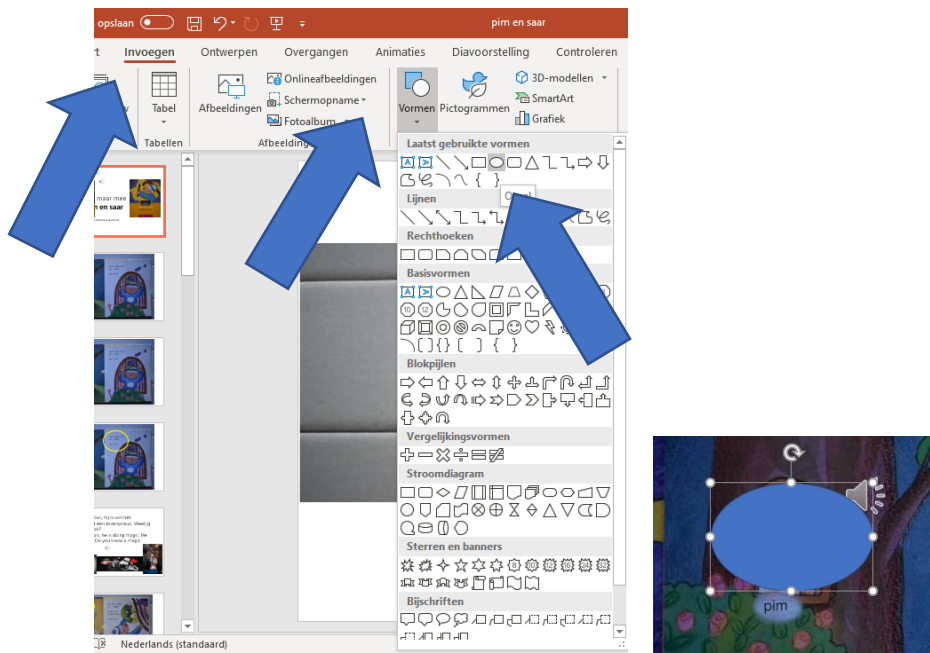 opslaan
pim en saar
Invoegen Ontwerpen Overgangen Animaties Diavoorstelling Controleren
Tabel
Afbeeldingen
Onlineafbeeldingen
Schermopname
Fotoalbum
Vormen
Pictogrammen
3D-modellen
SmartArt
Grafiek
Tabellen
Laatst gebruikte vormen
Lijnen
Rechthoeken
Basisvormen
Blokpijlen
Vergelijkingsvormen
Stroomdiagram
Sterren en banners
Bijschriften
maar mee
en saar
Nederlands (standaard)
pim